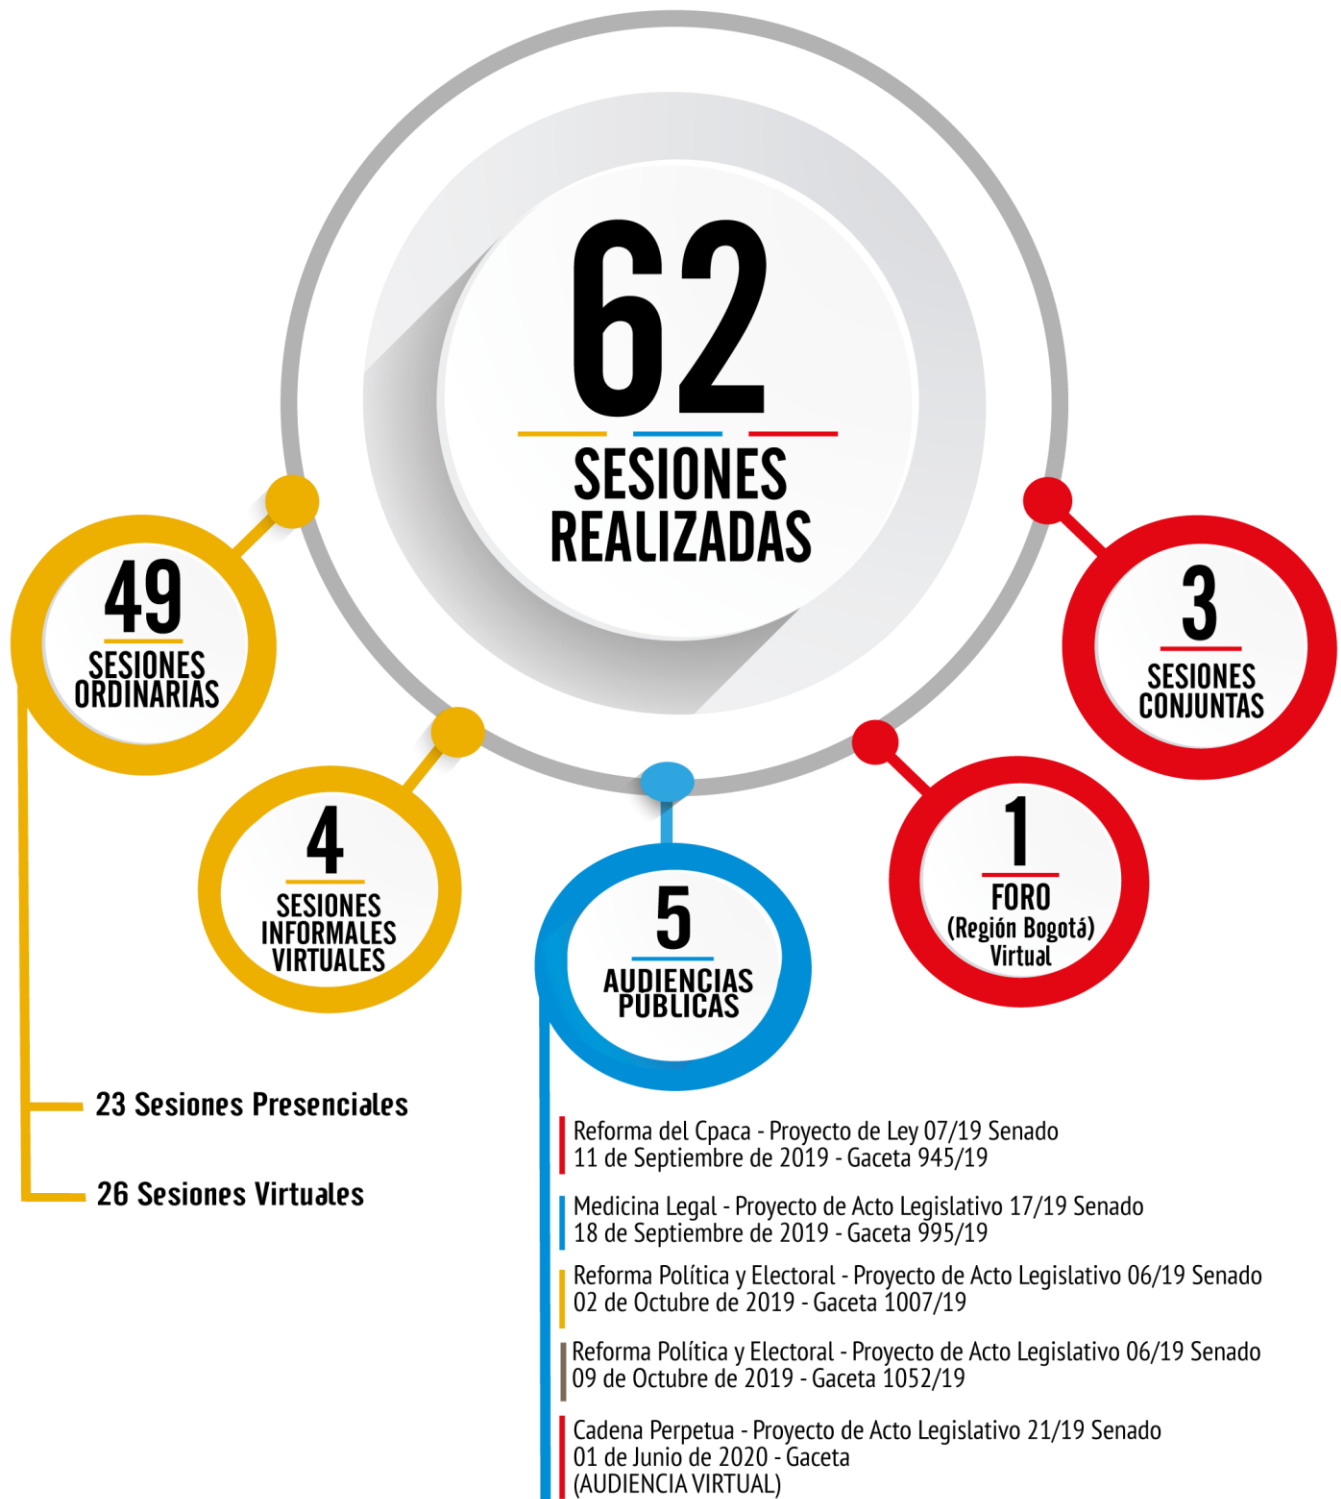 62
SESIONES
REALIZADAS
49
SESIONES
ORDINARIAS
4
SESIONES
INFORMALES
VIRTUALES
5
AUDIENCIAS
PÚBLICAS
1
FORO
(Región Bogotá)
Virtual
3
SESIONES
CONJUNTAS
23 Sesiones Presenciales
26 Sesiones Virtuales
Reforma del Cpaca - Proyecto de Ley 07/19 Senado
11 de Septiembre de 2019 - Gaceta 945/19
Medicina Legal - Proyecto de Acto Legislativo 17/19 Senado
18 de Septiembre de 2019 - Gaceta 995/19
Reforma Política y Electoral - Proyecto de Acto Legislativo 06/19 Senado
02 de Octubre de 2019 - Gaceta 1007/19
Reforma Política y Electoral - Proyecto de Acto Legislativo 06/19 Senado
09 de Octubre de 2019 - Gaceta 1052/19
Cadena Perpetua - Proyecto de Acto Legislativo 21/19 Senado
01 de Junio de 2020 - Gaceta
(AUDIENCIA VIRTUAL)